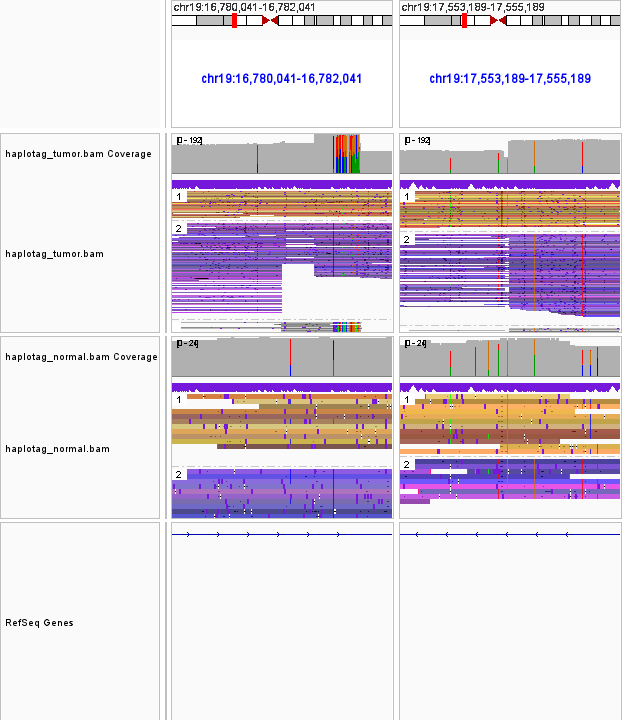 chr19:16,780,041-16,782,041
chr19:17,553,189-17,555,189
chr19:16,780,041-16,782,041
chr19:17,553,189-17,555,189
[0 - 192]
[0 - 192]
haplotag_tumor.bam Coverage
1
1
2
2
haplotag_tumor.bam
[0 - 24]
[0 - 24]
haplotag_normal.bam Coverage
1
1
haplotag_normal.bam
2
2
RefSeq Genes